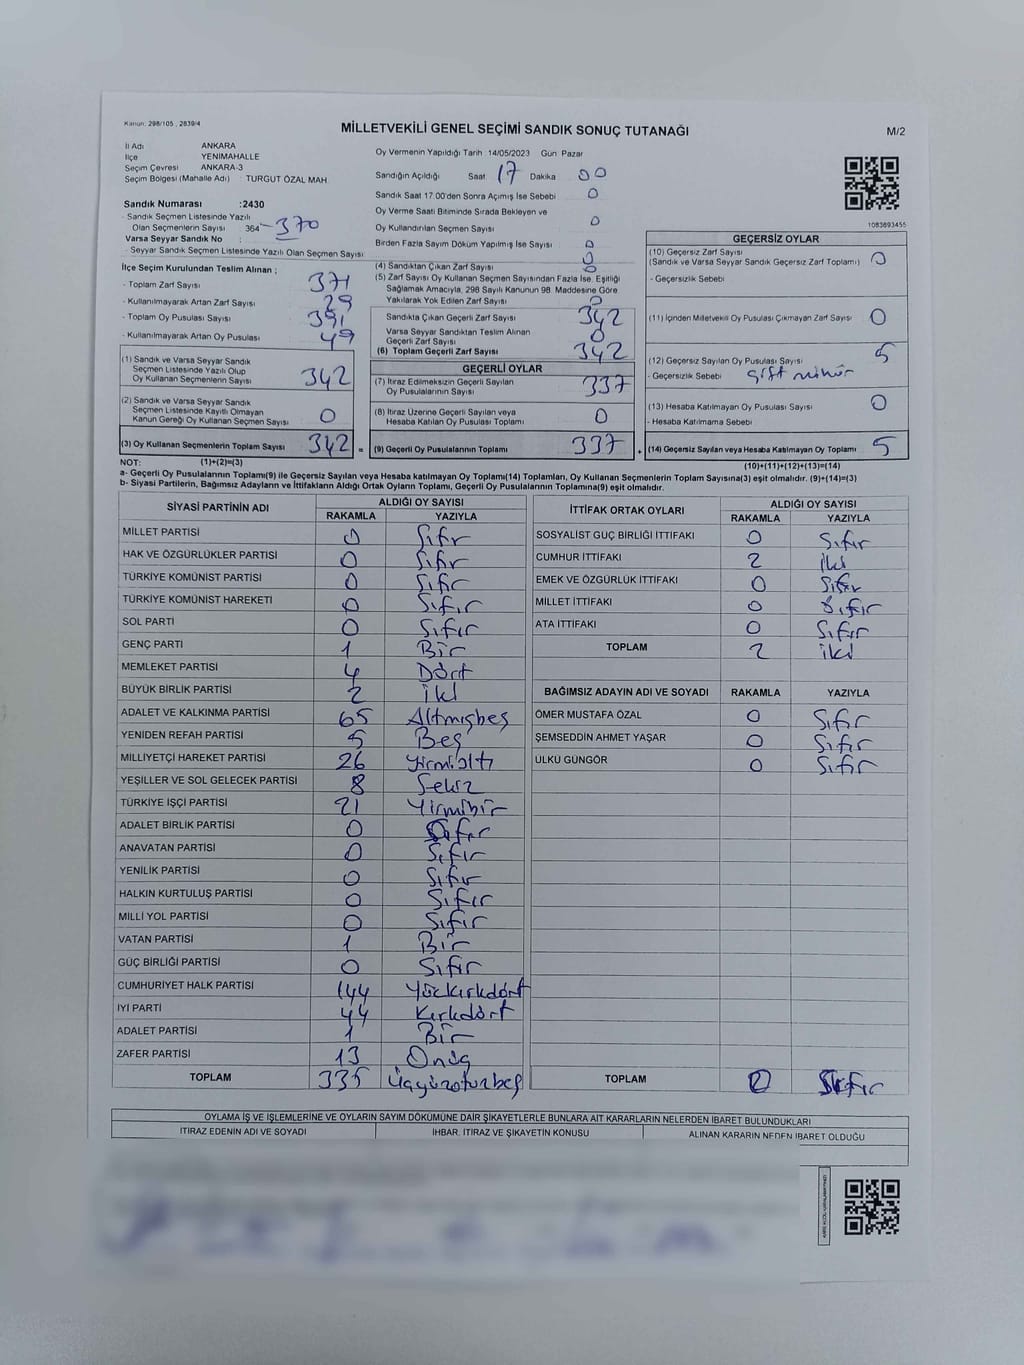 Kanun: 298/105, 2839/4
MİLLETVEKİLİ GENEL SEÇİMİ SANDIK SONUÇ TUTANAĞI
M/2
İl Adı ANKARA
İlçe YENİMAHALLE
Seçim Çevresi ANKARA-3
Seçim Bölgesi (Mahalle Adı) : TURGUT ÖZAL MAH.
Sandık Numarası :2430
- Sandık Seçmen Listesinde Yazılı
Olan Seçmenlerin Sayısı 364 - 370
Varsa Seyyar Sandık No :
Seyyar Sandık Seçmen Listesinde Yazılı Olan Seçmen Sayısı
İlçe Seçim Kurulundan Teslim Alınan ;
- Toplam Zarf Sayısı 371
- Kullanılmayarak Artan Zarf Sayısı 29
- Toplam Oy Pusulası Sayısı 391
- Kullanılmayarak Artan Oy Pusulası 49
(1) Sandık ve Varsa Seyyar Sandık
Seçmen Listesinde Yazılı Olup
Oy Kullanan Seçmenlerin Sayısı 342
(2) Sandık ve Varsa Seyyar Sandık
Seçmen Listesinde Kayıtlı Olmayan
Kanun Gereği Oy Kullanan Seçmen Sayısı 0
(3) Oy Kullanan Seçmenlerin Toplam Sayısı 342 =
Oy Vermenin Yapıldığı Tarih :14/05/2023 Gün: Pazar
Sandığın Açıldığı Saat 17 Dakika 00
Sandık Saat 17.00'den Sonra Açımış İse Sebebi 0
Oy Verme Saati Bitiminde Sırada Bekleyen ve
Oy Kullandırılan Seçmen Sayısı 0
Birden Fazla Sayım Döküm Yapılmış İse Sayısı 0
(4) Sandıktan Çıkan Zarf Sayısı
(5) Zarf Sayısı Oy Kullanan Seçmen Sayısından Fazla İse, Eşitliği
Sağlamak Amacıyla, 298 Sayılı Kanunun 98. Maddesine Göre
Yakılarak Yok Edilen Zarf Sayısı 0
Sandıkta Çıkan Geçerli Zarf Sayısı 342
Varsa Seyyar Sandıktan Teslim Alınan
Geçerli Zarf Sayısı 0
(6) Toplam Geçerli Zarf Sayısı 342
GEÇERLİ OYLAR
(7) İtiraz Edilmeksizin Geçerli Sayılan
Oy Pusulalarının Sayısı 337
(8) İtiraz Üzerine Geçerli Sayılan veya
Hesaba Katılan Oy Pusulası Toplamı 0
(9) Geçerli Oy Pusulalarının Toplamı 337 +
1083693455
GEÇERSİZ OYLAR
(10) Geçersiz Zarf Sayısı
(Sandık ve Varsa Seyyar Sandık Geçersiz Zarf Toplamı) 0
- Geçersizlik Sebebi
(11) İçinden Milletvekili Oy Pusulası Çıkmayan Zarf Sayısı 0
(12) Geçersiz Sayılan Oy Pusulası Sayısı 5
- Geçersizlik Sebebi Çift mühür
(13) Hesaba Katılmayan Oy Pusulası Sayısı 0
- Hesaba Katılmama Sebebi
(14) Geçersiz Sayılan veya Hesaba Katılmayan Oy Toplamı 5
NOT: (1)+(2)=(3) (10)+(11)+(12)+(13)=(14)
a- Geçerli Oy Pusulalarının Toplamı(9) ile Geçersiz Sayılan veya Hesaba katılmayan Oy Toplamı(14) Toplamları, Oy Kullanan Seçmenlerin Toplam Sayısına(3) eşit olmalıdır. (9)+(14)=(3)
b- Siyasi Partilerin, Bağımsız Adayların ve İttifakların Aldığı Ortak Oyların Toplamı, Geçerli Oy Pusulalarının Toplamına(9) eşit olmalıdır.
SİYASİ PARTİNİN ADI ALDIĞI OY SAYISI
RAKAMLA YAZIYLA
MİLLET PARTİSİ 0 Sıfır
HAK VE ÖZGÜRLÜKLER PARTİSİ 0 Sıfır
TÜRKİYE KOMÜNİST PARTİSİ 0 Sıfır
TÜRKİYE KOMÜNİST HAREKETİ 0 Sıfır
SOL PARTİ 0 Sıfır
GENÇ PARTİ 1 Bir
MEMLEKET PARTİSİ 4 Dört
BÜYÜK BİRLİK PARTİSİ 2 iki
ADALET VE KALKINMA PARTİSİ 65 Altmışbeş
YENİDEN REFAH PARTİSİ 5 Beş
MİLLİYETÇİ HAREKET PARTİSİ 26 Yirmialtı
YEŞİLLER VE SOL GELECEK PARTİSİ 8 Sekiz
TÜRKİYE İŞÇİ PARTİSİ 21 Yirmibir
ADALET BİRLİK PARTİSİ 0 Sıfır
ANAVATAN PARTİSİ 0 Sıfır
YENİLİK PARTİSİ 0 Sıfır
HALKIN KURTULUŞ PARTİSİ 0 Sıfır
MİLLİ YOL PARTİSİ 0 Sıfır
VATAN PARTİSİ 1 Bir
GÜÇ BİRLİĞİ PARTİSİ 0 Sıfır
CUMHURİYET HALK PARTİSİ 144 Yüzkırkdört
İYİ PARTİ 44 Kırkdört
ADALET PARTİSİ 1 Bir
ZAFER PARTİSİ 13 Onüç
TOPLAM 335 Üçyüzotuzbeş
İTTİFAK ORTAK OYLARI ALDIĞI OY SAYISI
RAKAMLA YAZIYLA
SOSYALİST GÜÇ BİRLİĞİ İTTİFAKI 0 Sıfır
CUMHUR İTTİFAKI 2 iki
EMEK VE ÖZGÜRLÜK İTTİFAKI 0 Sıfır
MİLLET İTTİFAKI 0 Sıfır
ATA İTTİFAKI 0 Sıfır
TOPLAM 2 iki
BAĞIMSIZ ADAYIN ADI VE SOYADI RAKAMLA YAZIYLA
ÖMER MUSTAFA ÖZAL 0 Sıfır
ŞEMSEDDİN AHMET YAŞAR 0 Sıfır
ÜLKÜ GÜNGÖR 0 Sıfır
TOPLAM 0 Sıfır
OYLAMA İŞ VE İŞLEMLERİNE VE OYLARIN SAYIM DÖKÜMÜNE DAİR ŞİKAYETLERLE BUNLARA AİT KARARLARIN NELERDEN İBARET BULUNDUKLARI
İTİRAZ EDENİN ADI VE SOYADI İHBAR, İTİRAZ VE ŞİKAYETİN KONUSU ALINAN KARARIN NEDEN İBARET OLDUĞU